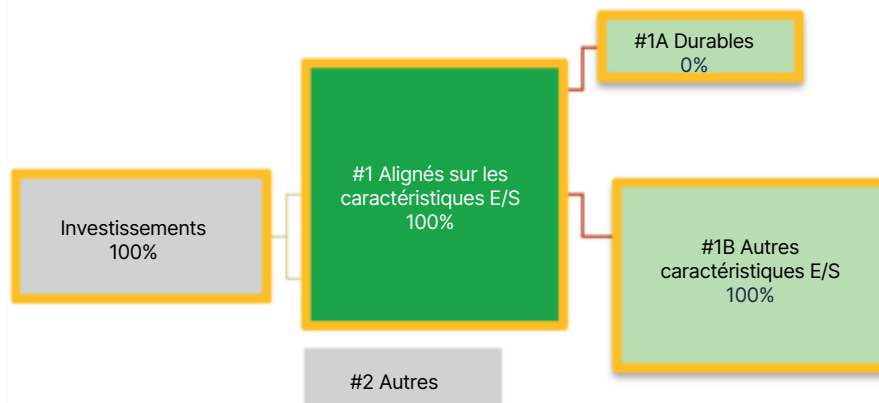 #1A Durables
0%
#1 Alignés sur les
caractéristiques E/S
100%
Investissements
100%
#1B Autres
caractéristiques E/S
100%
#2 Autres